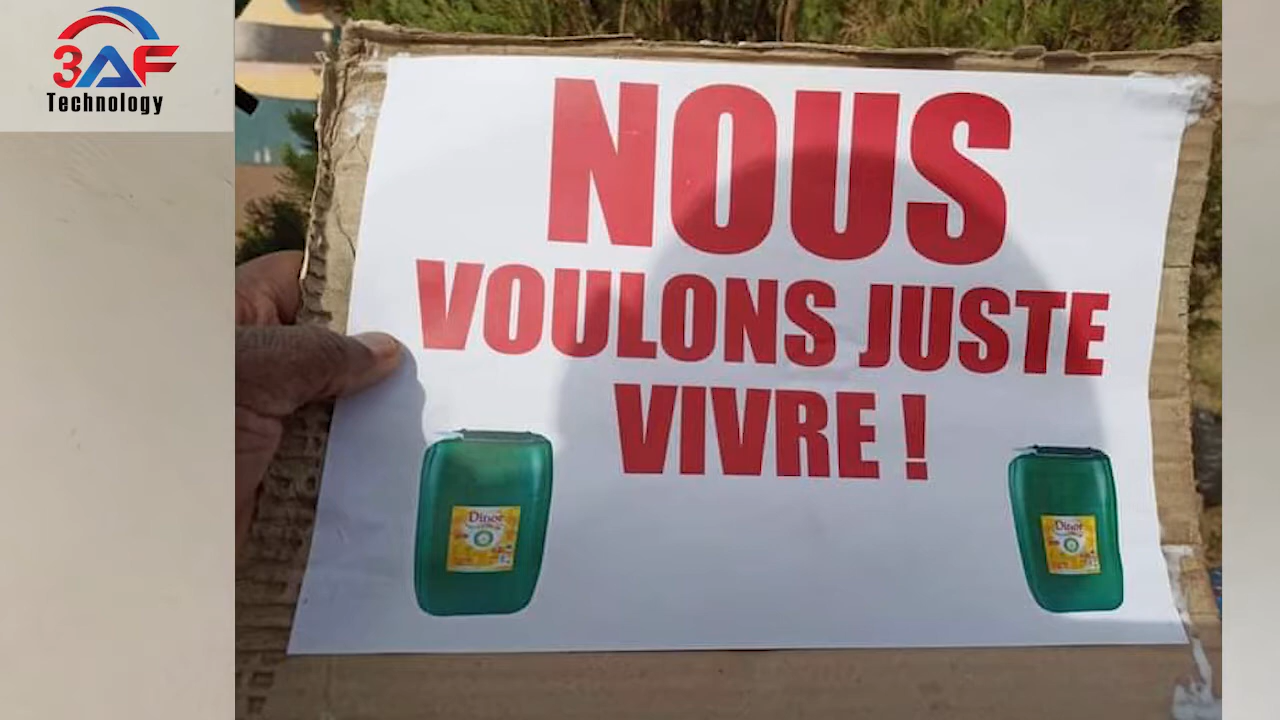 3AF
Technology
NOUS
VOULONS JUSTE
VIVRE !
Dinor
Dinor